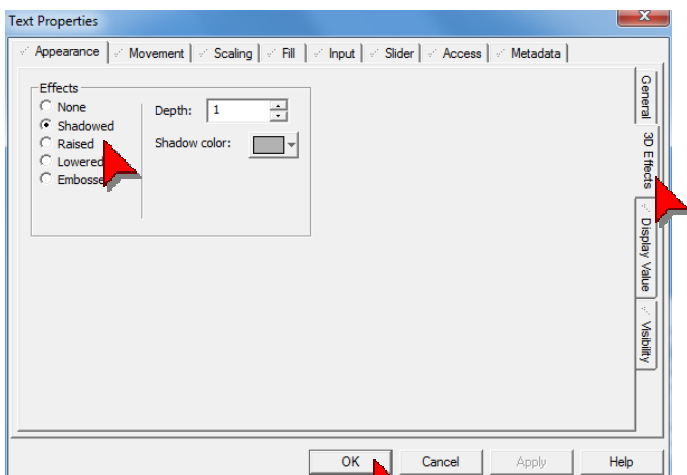 Text Properties
Appearance Movement Scaling Fill Input Slider Access Metadata
General
3D Effects
Display Value
Visibility
Effects
None
Shadowed
Raised
Lowered
Embosse
Depth: 1
Shadow color:
OK Cancel Apply Help